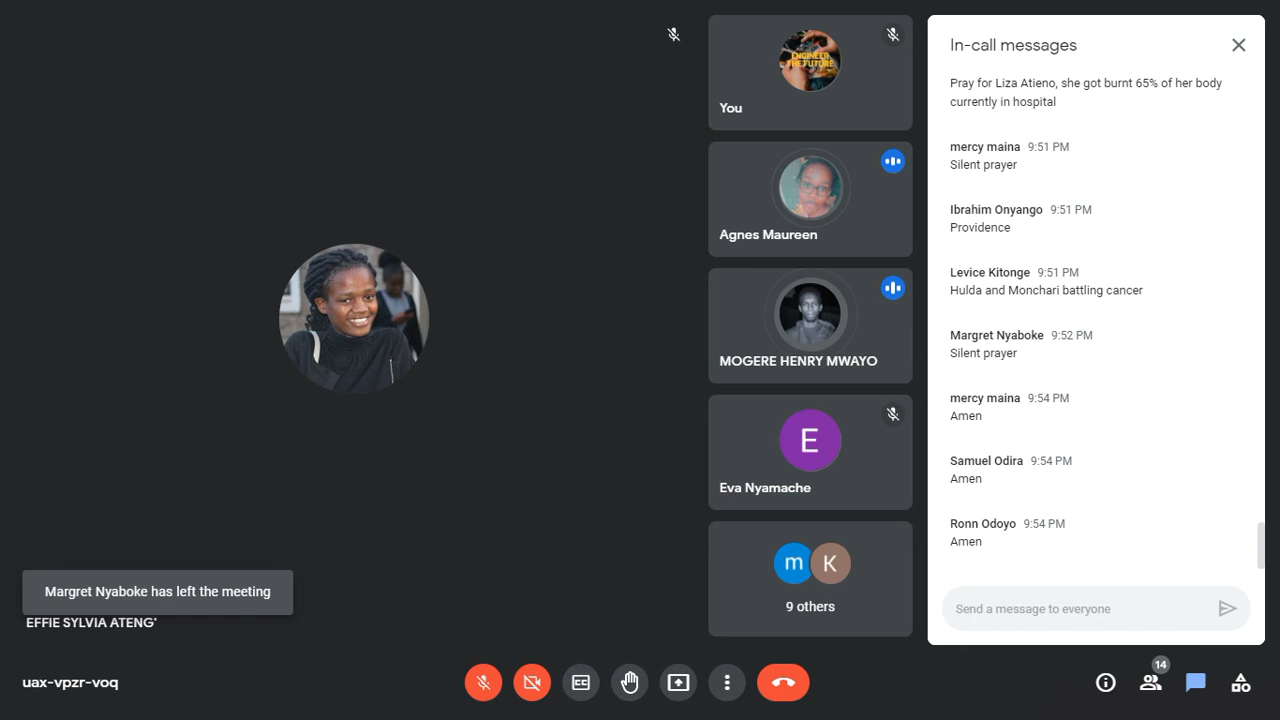 ENGINEER
THE FUTURE
You
Agnes Maureen
MOGERE HENRY MWAYO
E
Eva Nyamache
m
K
9 others
Margret Nyaboke has left the meeting
EFFIE SYLVIA ATENG'
uax-vpzr-voq
CC
14
In-call messages
Pray for Liza Atieno, she got burnt 65% of her body
currently in hospital
mercy maina 9:51 PM
Silent prayer
Ibrahim Onyango 9:51 PM
Providence
Levice Kitonge 9:51 PM
Hulda and Monchari battling cancer
Margret Nyaboke 9:52 PM
Silent prayer
mercy maina 9:54 PM
Amen
Samuel Odira 9:54 PM
Amen
Ronn Odoyo 9:54 PM
Amen
Send a message to everyone